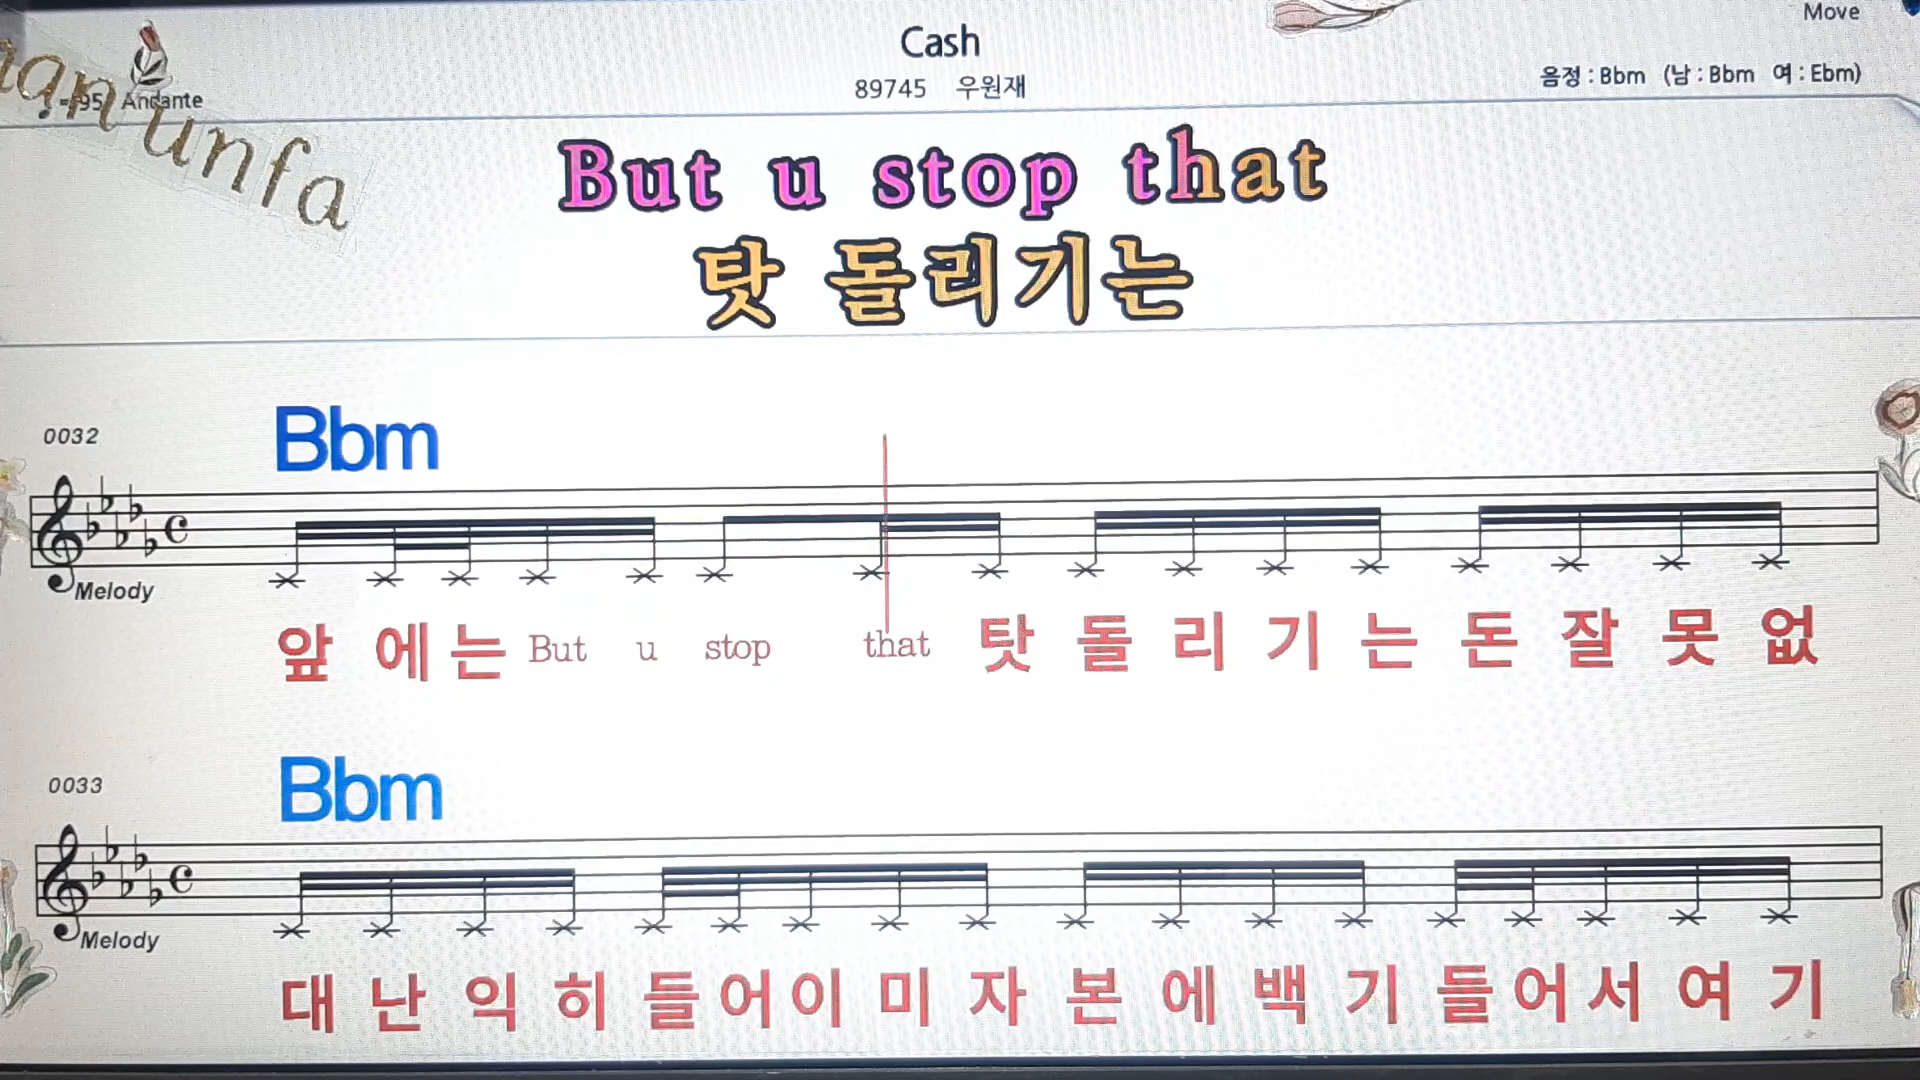 Move
Cash
89745 우원재
음정 : Bbm (남 : Bbm 여 : Ebm)
= 95 Andante
unfa
But u stop that
탓 돌리기는
0032
Bbm
Melody
앞 에 는 But u stop that 탓 돌 리 기 는 돈 잘 못 없
0033
Bbm
Melody
대 난 익 히 들 어 이 미 자 본 에 백 기 들 어 서 여 기